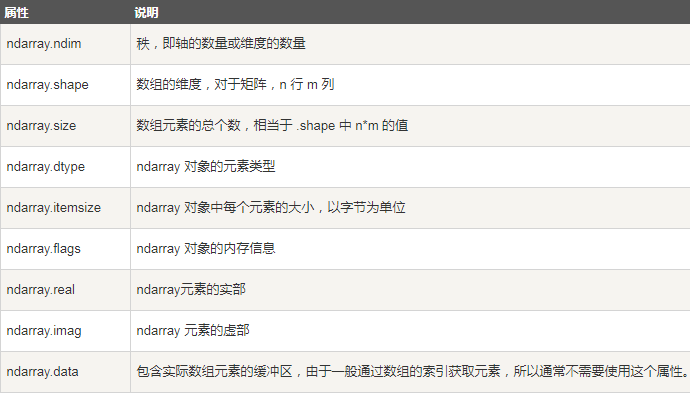 属性 说明
ndarray.ndim 秩，即轴的数量或维度的数量
ndarray.shape 数组的维度，对于矩阵，n 行 m 列
ndarray.size 数组元素的总个数，相当于 .shape 中 n*m 的值
ndarray.dtype ndarray 对象的元素类型
ndarray.itemsize ndarray 对象中每个元素的大小，以字节为单位
ndarray.flags ndarray 对象的内存信息
ndarray.real ndarray元素的实部
ndarray.imag ndarray 元素的虚部
ndarray.data 包含实际数组元素的缓冲区，由于一般通过数组的索引获取元素，所以通常不需要使用这个属性。